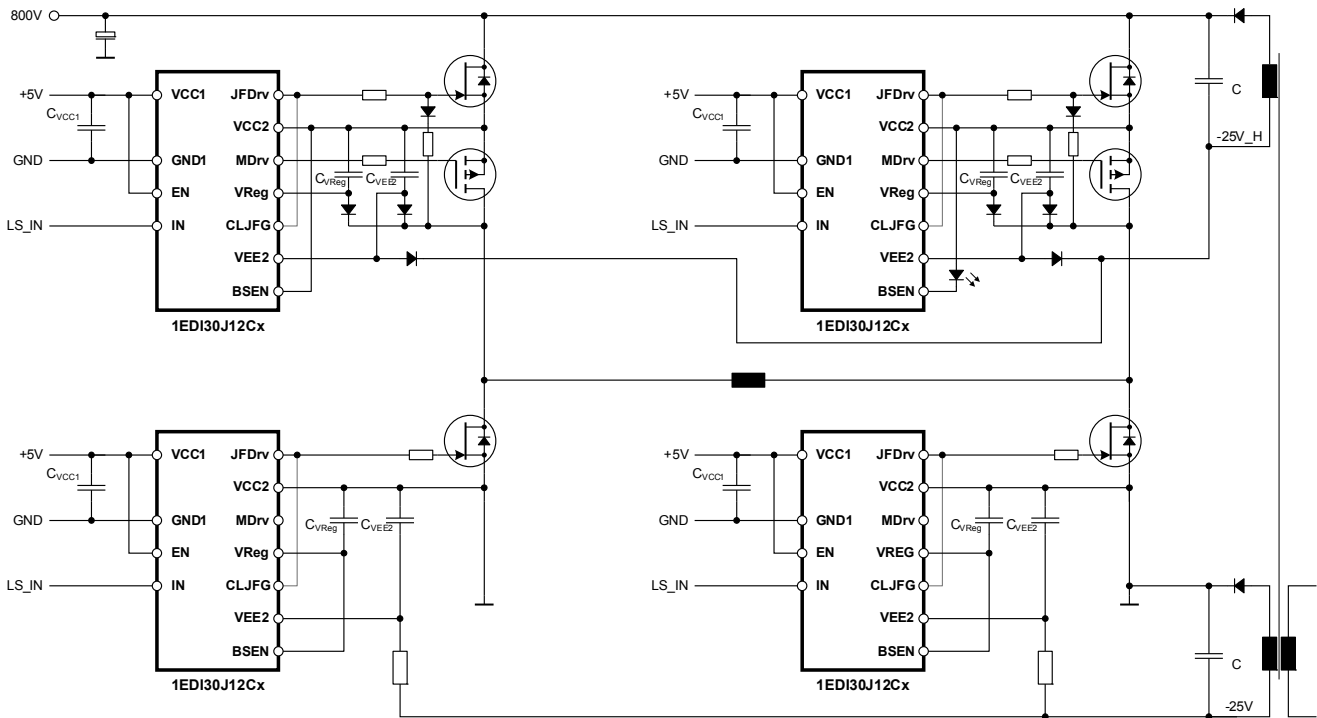 800V
+5V
CVCC1
GND
LS_IN
VCC1
GND1
EN
IN
JFDrv
VCC2
MDrv
VReg
CLJFG
VEE2
BSEN
CVReg
CVEE2
1EDI30J12Cx
+5V
CVCC1
GND
LS_IN
VCC1
GND1
EN
IN
JFDrv
VCC2
MDrv
VReg
CLJFG
VEE2
BSEN
CVReg
CVEE2
1EDI30J12Cx
C
-25V_H
+5V
CVCC1
GND
LS_IN
VCC1
GND1
EN
IN
JFDrv
VCC2
MDrv
VReg
CLJFG
VEE2
BSEN
CVReg
CVEE2
1EDI30J12Cx
+5V
CVCC1
GND
LS_IN
VCC1
GND1
EN
IN
JFDrv
VCC2
MDrv
VREG
CLJFG
VEE2
BSEN
CVReg
CVEE2
1EDI30J12Cx
C
-25V